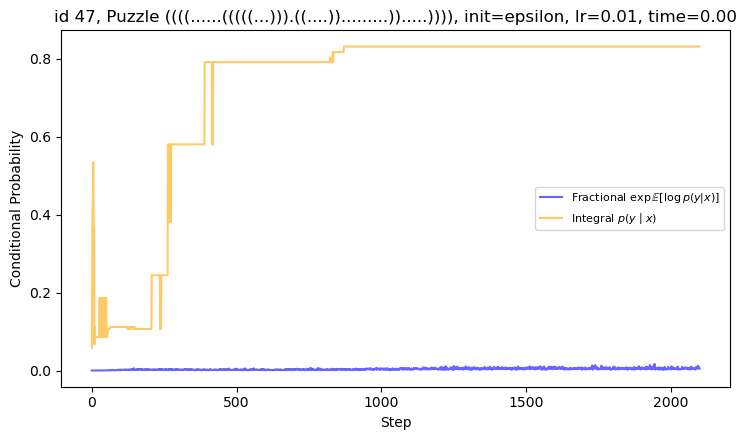 id 47, Puzzle ((((......(((((...))).((....)).........)).....)))), init=epsilon, lr=0.01, time=0.00
Conditional Probability
0.8
0.6
0.4
0.2
0.0
Fractional exp𝔼[log p(y|x)]
Integral p(y | x)
0
500
1000
1500
2000
Step